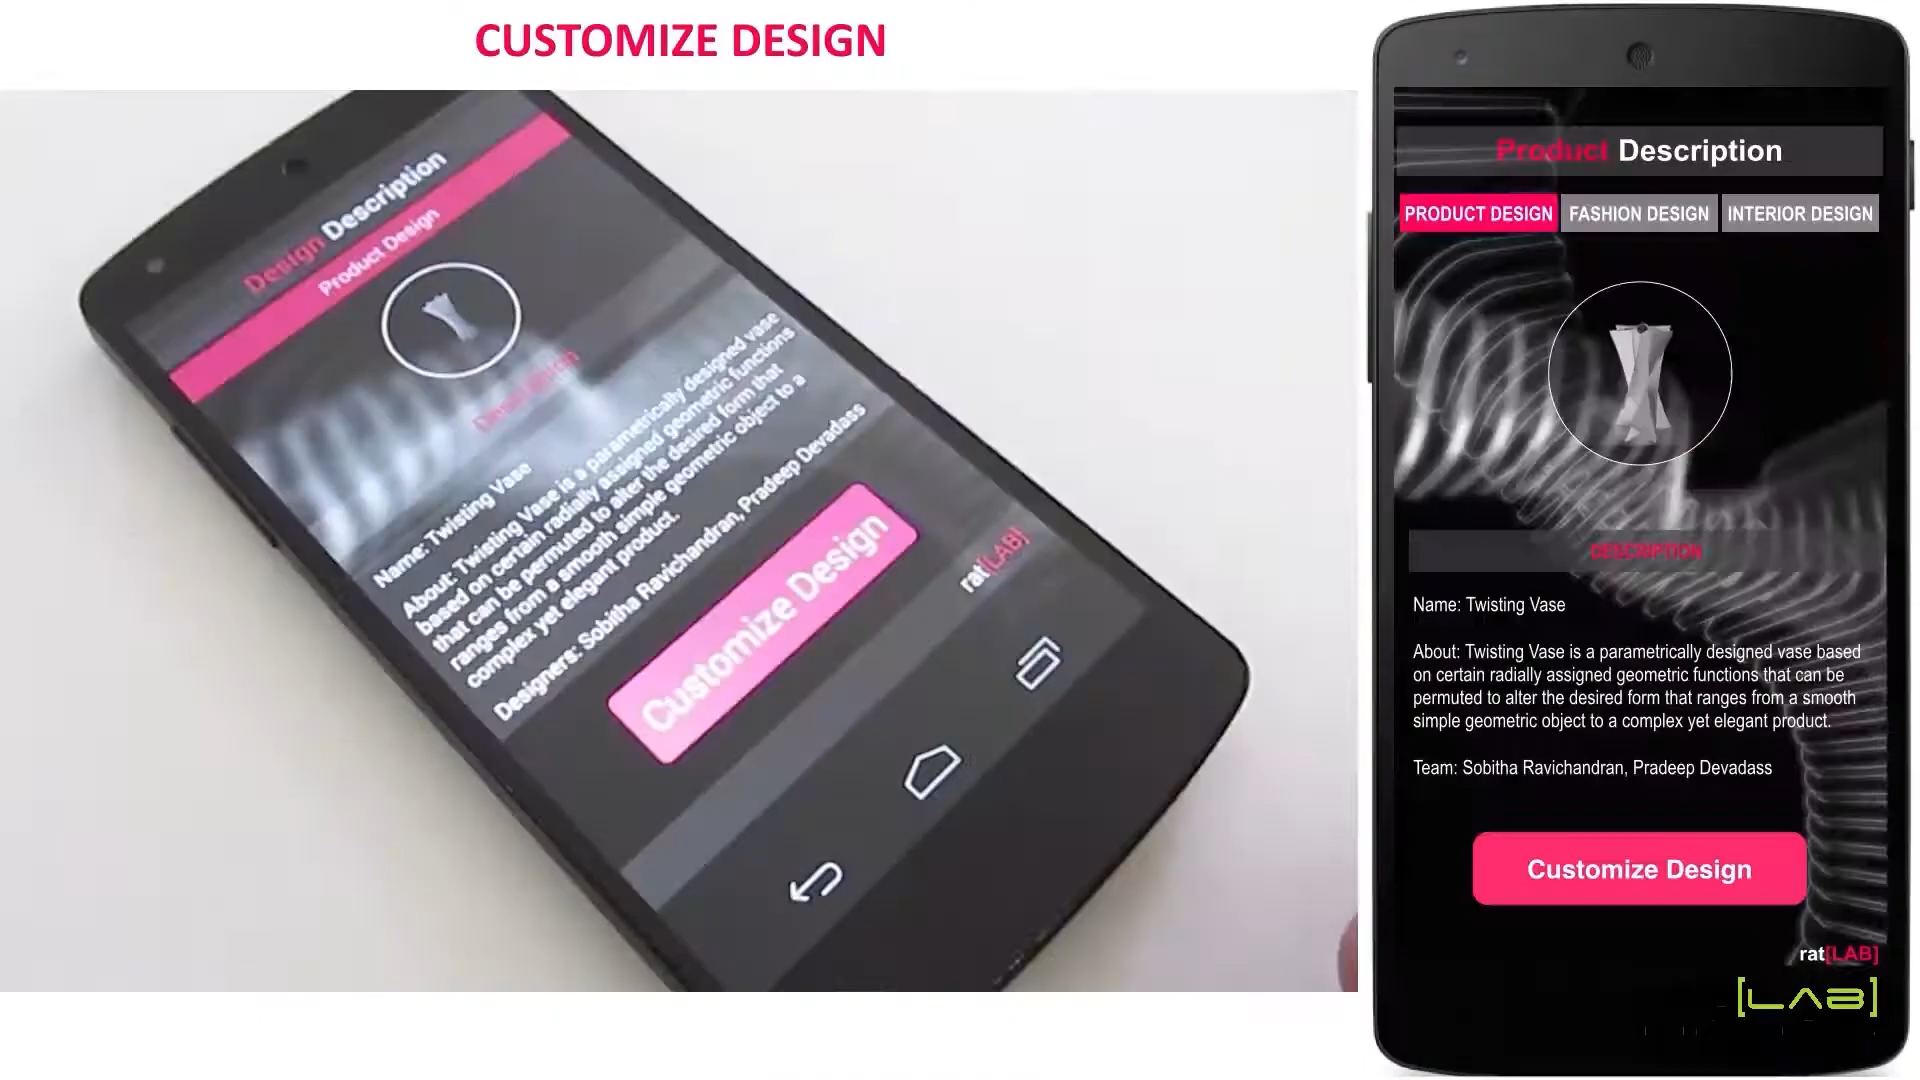 CUSTOMIZE DESIGN
Design Description
Product Design
Description
Name: Twisting Vase
About: Twisting Vase is a parametrically designed vase
based on certain radially assigned geometric functions
that can be permuted to alter the desired form that
ranges from a smooth simple geometric object to a
complex yet elegant product.
Designers: Sobitha Ravichandran, Pradeep Devadass
Customize Design
rat[LAB]
Product Description
PRODUCT DESIGN FASHION DESIGN INTERIOR DESIGN
DESCRIPTION
Name: Twisting Vase
About: Twisting Vase is a parametrically designed vase based
on certain radially assigned geometric functions that can be
permuted to alter the desired form that ranges from a smooth
simple geometric object to a complex yet elegant product.
Team: Sobitha Ravichandran, Pradeep Devadass
Customize Design
rat[LAB]
[LAB]